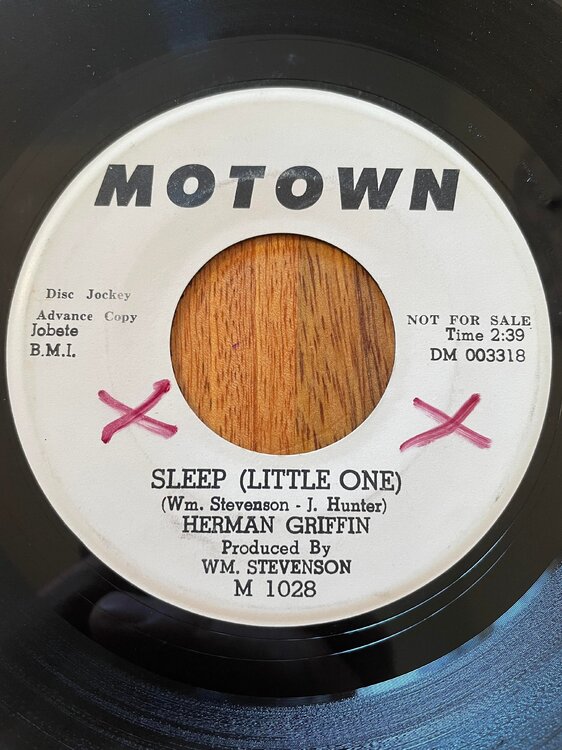 MOTOWN
Disc Jockey
Advance Copy
Jobete
B.M.I.
NOT FOR SALE
Time 2:39
DM 003318
SLEEP (LITTLE ONE)
(Wm. Stevenson - J. Hunter)
HERMAN GRIFFIN
Produced By
WM. STEVENSON
M 1028